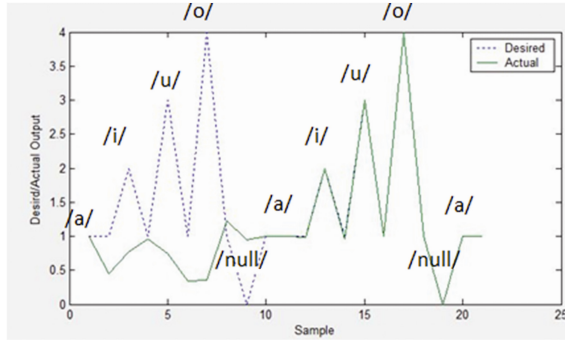 /o/
/o/
/u/
/u/
/i/
/i/
/a/
/a/
/a/
/null/
/null/
Desired
Actual
Desired/Actual Output
4
3.5
3
2.5
2
1.5
1
0.5
0
0
5
10
15
20
25
Sample